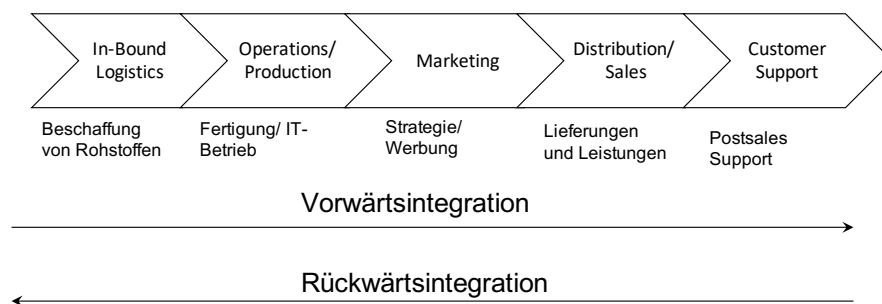 In-Bound
Logistics
Operations/
Production
Marketing
Distribution/
Sales
Customer
Support
Beschaffung
von Rohstoffen
Fertigung/ IT-
Betrieb
Strategie/
Werbung
Lieferungen
und Leistungen
Postsales
Support
Vorwärtsintegration
Rückwärtsintegration